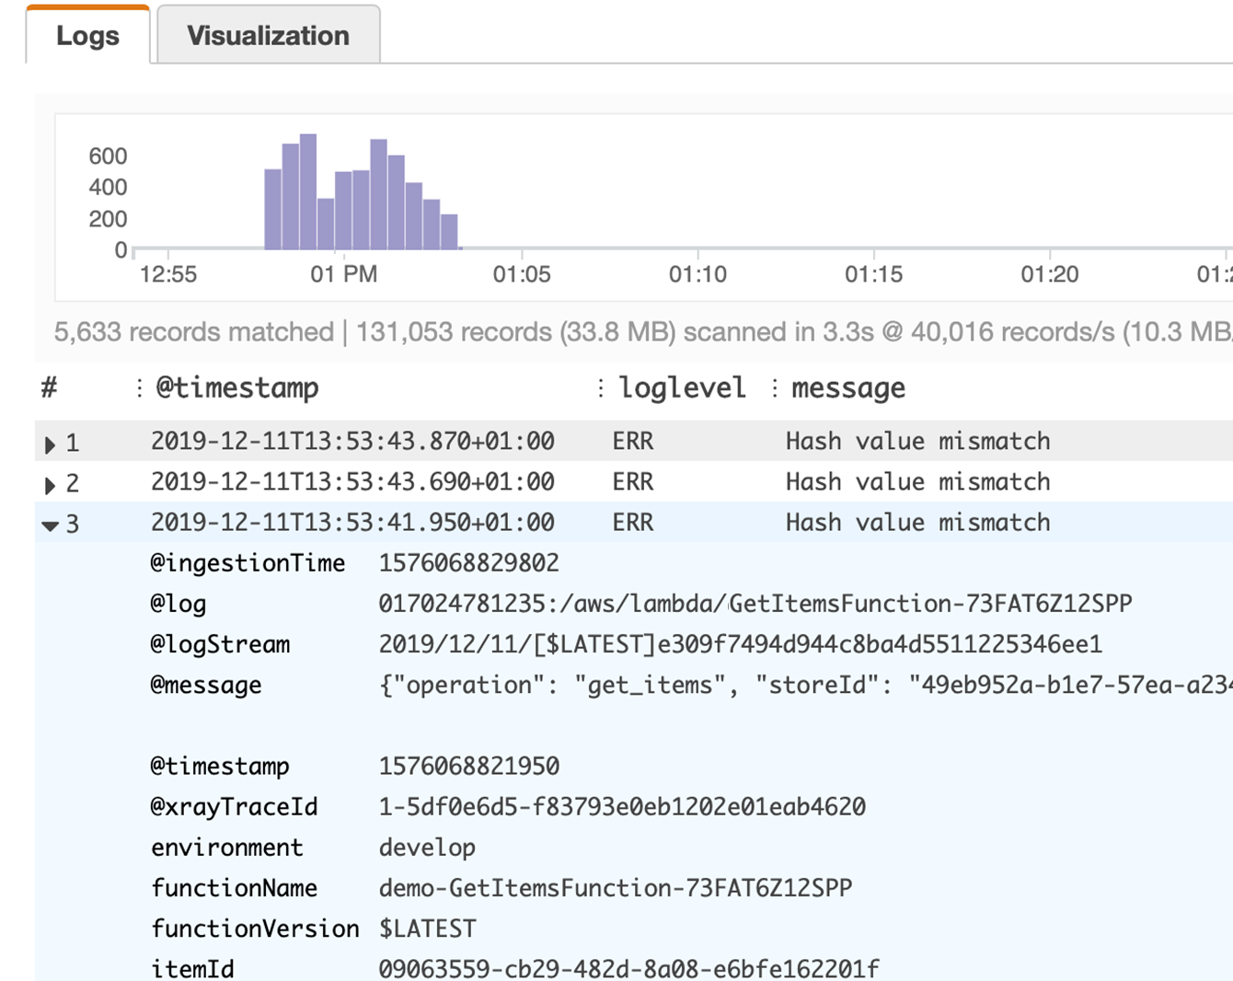 Logs Visualization
600
400
200
0
12:55 01 PM 01:05 01:10 01:15 01:20
5,633 records matched | 131,053 records (33.8 MB) scanned in 3.3s @ 40,016 records/s (10.3 MB
# @timestamp loglevel message
1 2019-12-11T13:53:43.870+01:00 ERR Hash value mismatch
2 2019-12-11T13:53:43.690+01:00 ERR Hash value mismatch
3 2019-12-11T13:53:41.950+01:00 ERR Hash value mismatch
@ingestionTime 1576068829802
@log 017024781235:/aws/lambda/GetItemsFunction-73FAT6Z12SPP
@logStream 2019/12/11/[$LATEST]e309f7494d944c8ba4d5511225346ee1
@message {"operation": "get_items", "storeId": "49eb952a-b1e7-57ea-a234
@timestamp 1576068821950
@xrayTraceId 1-5df0e6d5-f83793e0eb1202e01eab4620
environment develop
functionName demo-GetItemsFunction-73FAT6Z12SPP
functionVersion $LATEST
itemId 09063559-cb29-482d-8a08-e6bfe162201f